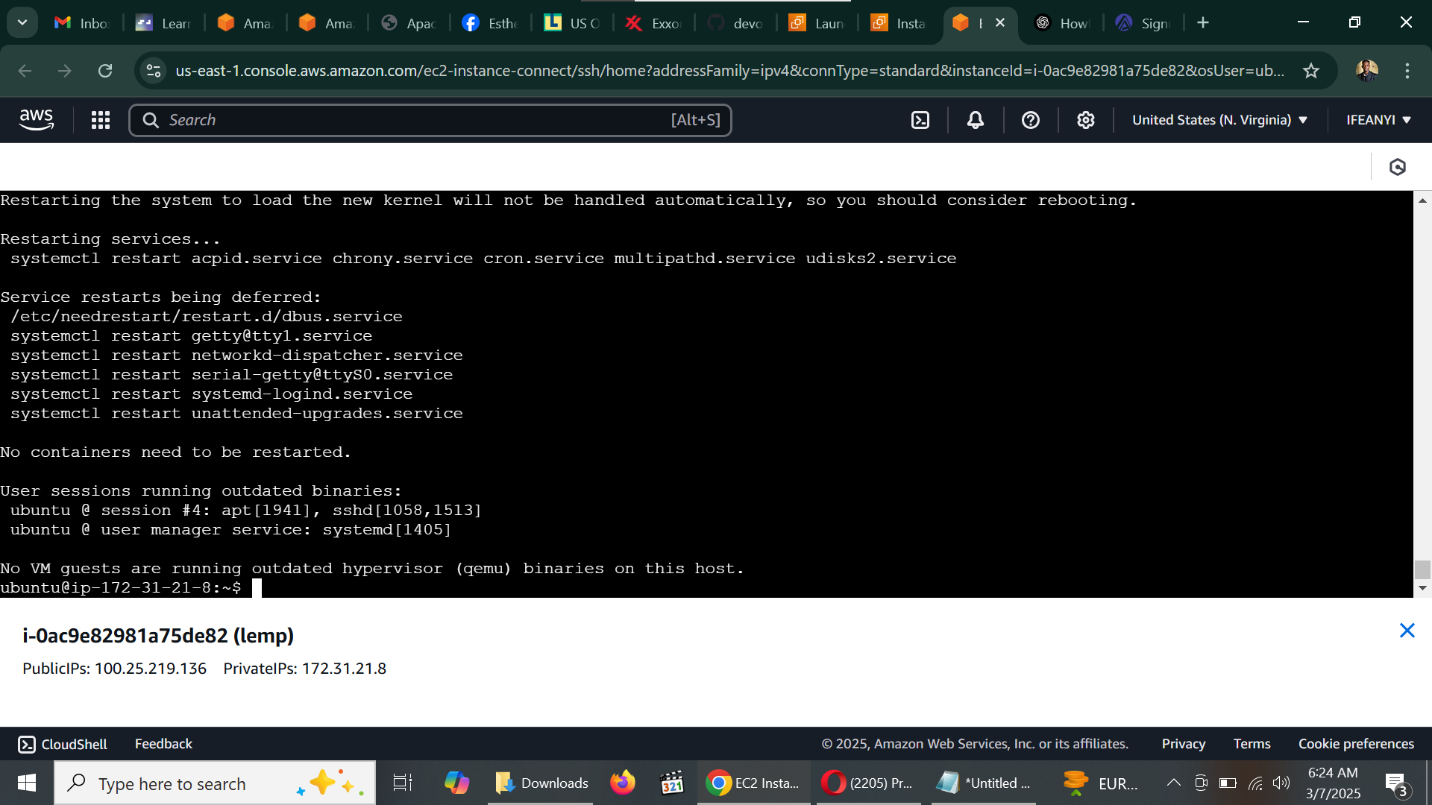 Inbo
Lear
Ama
Ama
Apac
Esthe
US O
Exxo
devo
Laun
Insta
How
Sign
us-east-1.console.aws.amazon.com/ec2-instance-connect/ssh/home?addressFamily=ipv4&connType=standard&instanceId=i-0ac9e82981a75de82&osUser=ub...
aws
Search
[Alt+S]
United States (N. Virginia)
IFEANYI
Restarting the system to load the new kernel will not be handled automatically, so you should consider rebooting.
Restarting services...
systemctl restart acpid.service chrony.service cron.service multipathd.service udisks2.service
Service restarts being deferred:
/etc/needrestart/restart.d/dbus.service
systemctl restart getty@tty1.service
systemctl restart networkd-dispatcher.service
systemctl restart serial-getty@ttyS0.service
systemctl restart systemd-logind.service
systemctl restart unattended-upgrades.service
No containers need to be restarted.
User sessions running outdated binaries:
ubuntu @ session #4: apt[1941], sshd[1058,1513]
ubuntu @ user manager service: systemd[1405]
No VM guests are running outdated hypervisor (qemu) binaries on this host.
ubuntu@ip-172-31-21-8:~$
i-0ac9e82981a75de82 (lemp)
PublicIPs: 100.25.219.136 PrivateIPs: 172.31.21.8
CloudShell
Feedback
© 2025, Amazon Web Services, Inc. or its affiliates.
Privacy
Terms
Cookie preferences
Type here to search
Downloads
321
EC2 Insta...
(2205) Pr...
*Untitled ...
EUR...
6:24 AM
3/7/2025
3